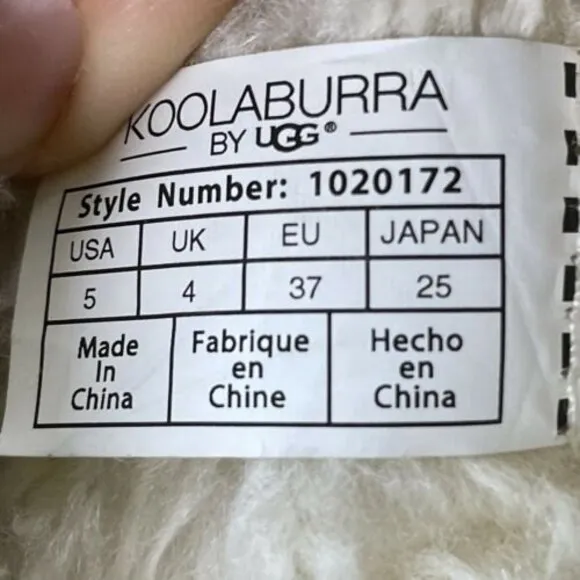 KOOLABURRA
BY UGG®
Style Number: 1020172
USA UK EU JAPAN
5 4 37 25
Made In China
Fabrique en Chine
Hecho en China